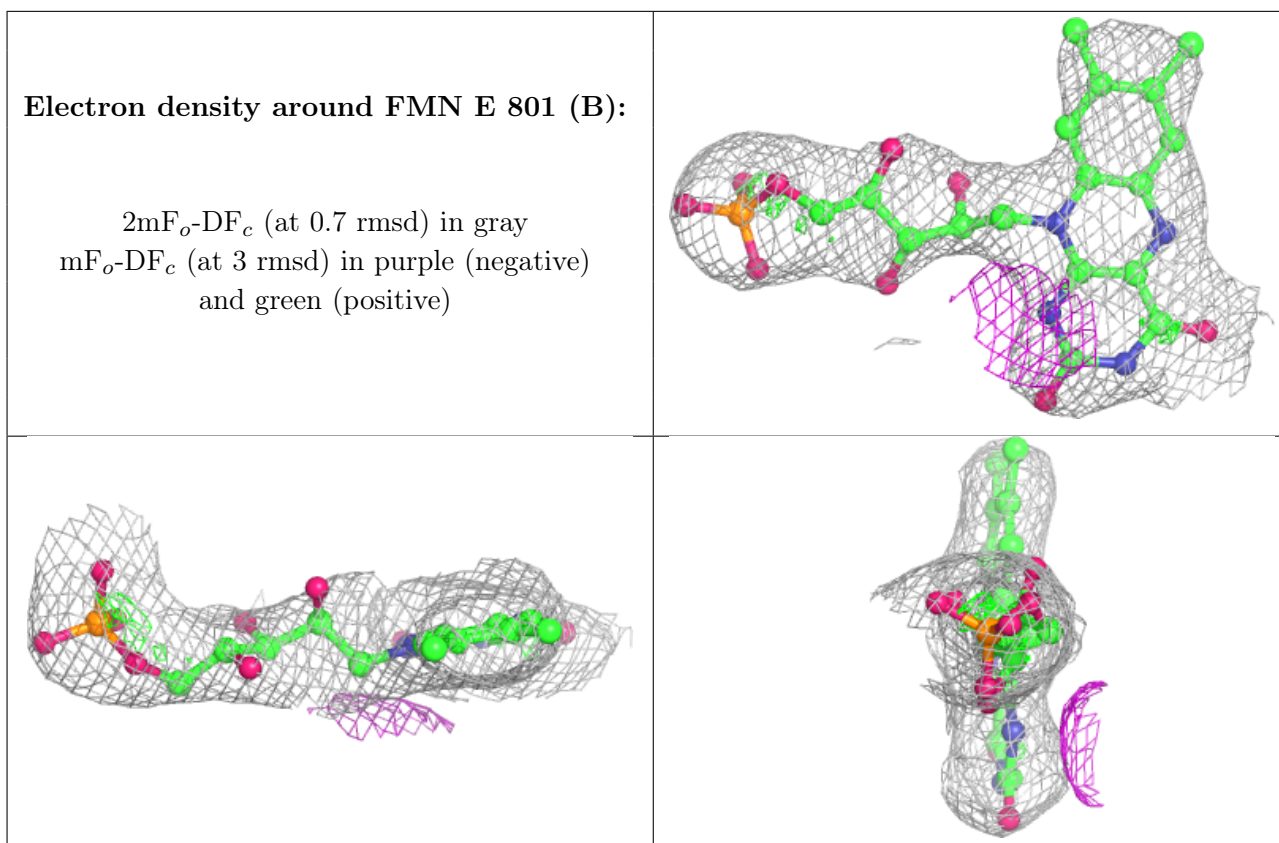 Electron density around FMN E 801 (B):
2mFo-DFc (at 0.7 rmsd) in gray
mFo-DFc (at 3 rmsd) in purple (negative)
and green (positive)